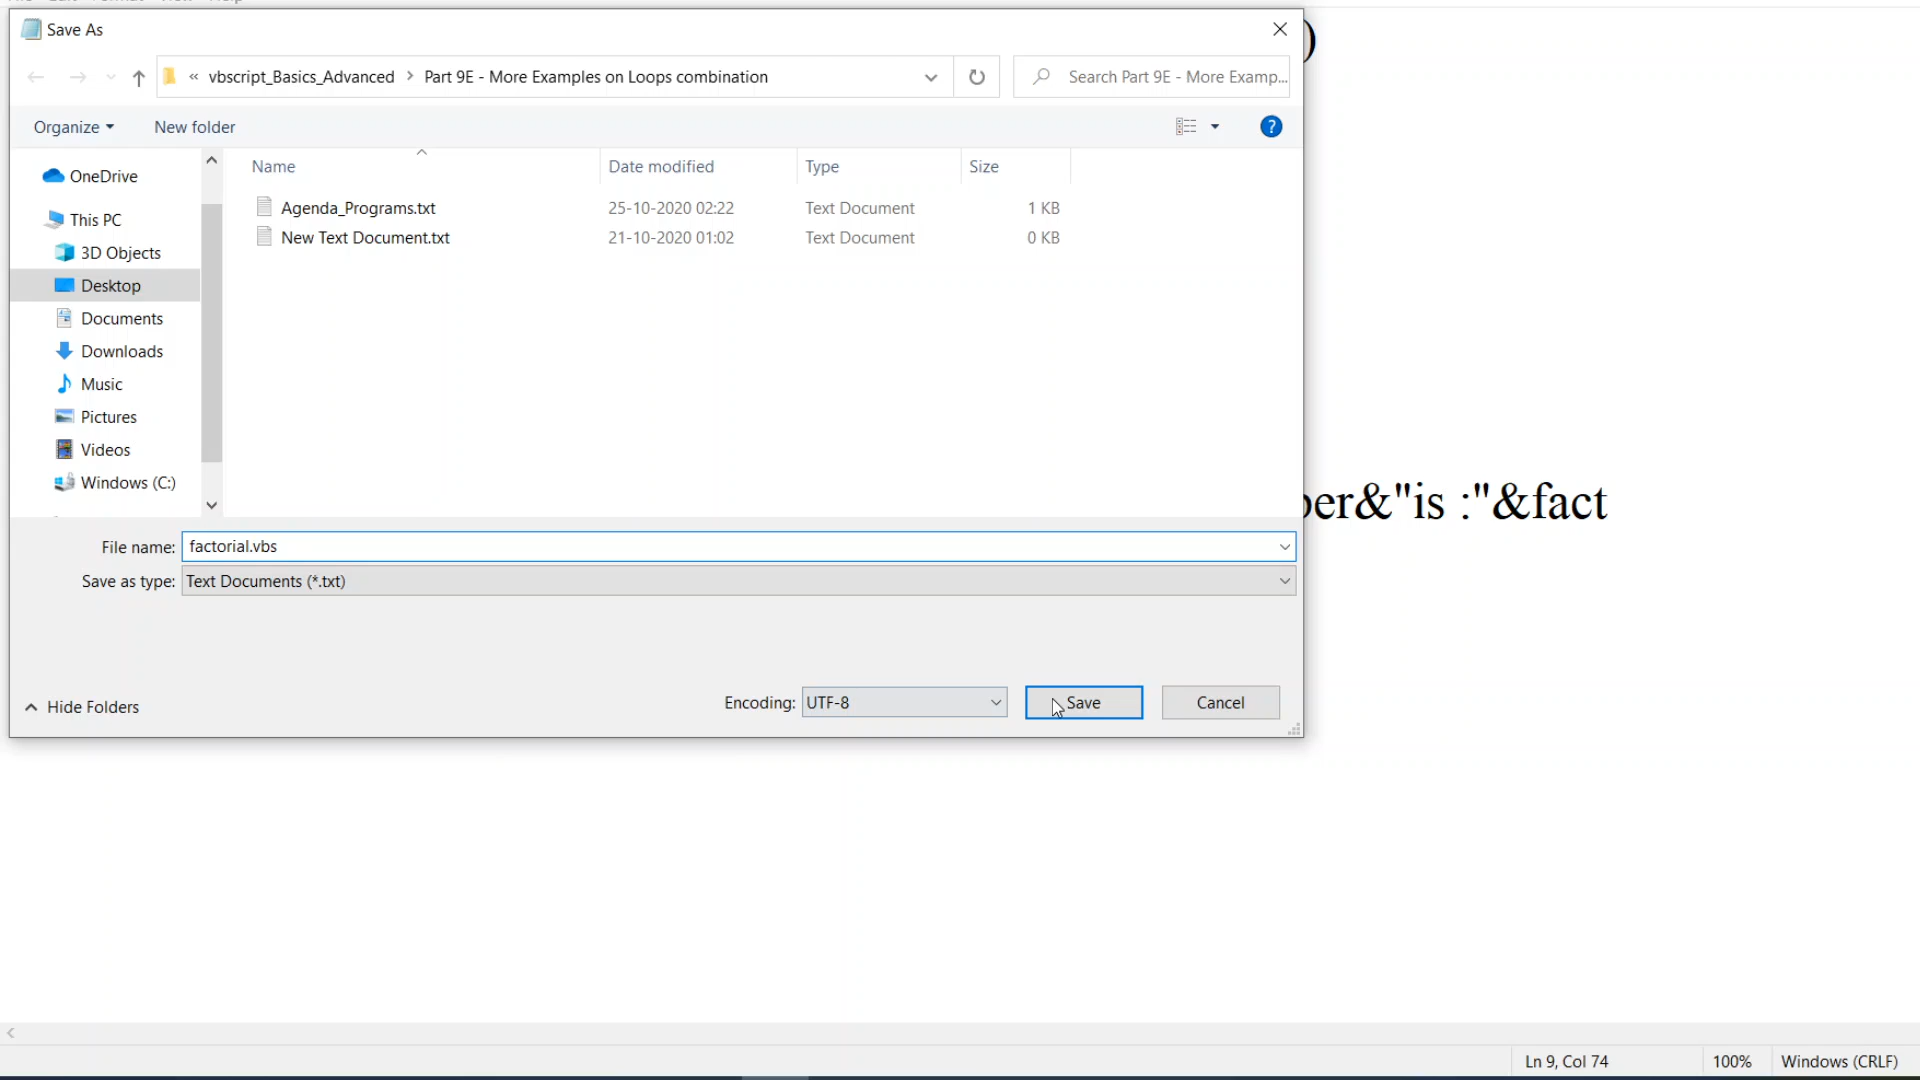 Save As
)
« vbscript_Basics_Advanced > Part 9E - More Examples on Loops combination
Search Part 9E - More Examp...
Organize
New folder
?
Name
Date modified
Type
Size
OneDrive
This PC
3D Objects
Desktop
Documents
Downloads
Music
Pictures
Videos
Windows (C:)
Agenda_Programs.txt 25-10-2020 02:22 Text Document 1 KB
New Text Document.txt 21-10-2020 01:02 Text Document 0 KB
ber&"is :"&fact
File name: factorial.vbs
Save as type: Text Documents (*.txt)
Hide Folders
Encoding: UTF-8
Save
Cancel
Ln 9, Col 74
100%
Windows (CRLF)